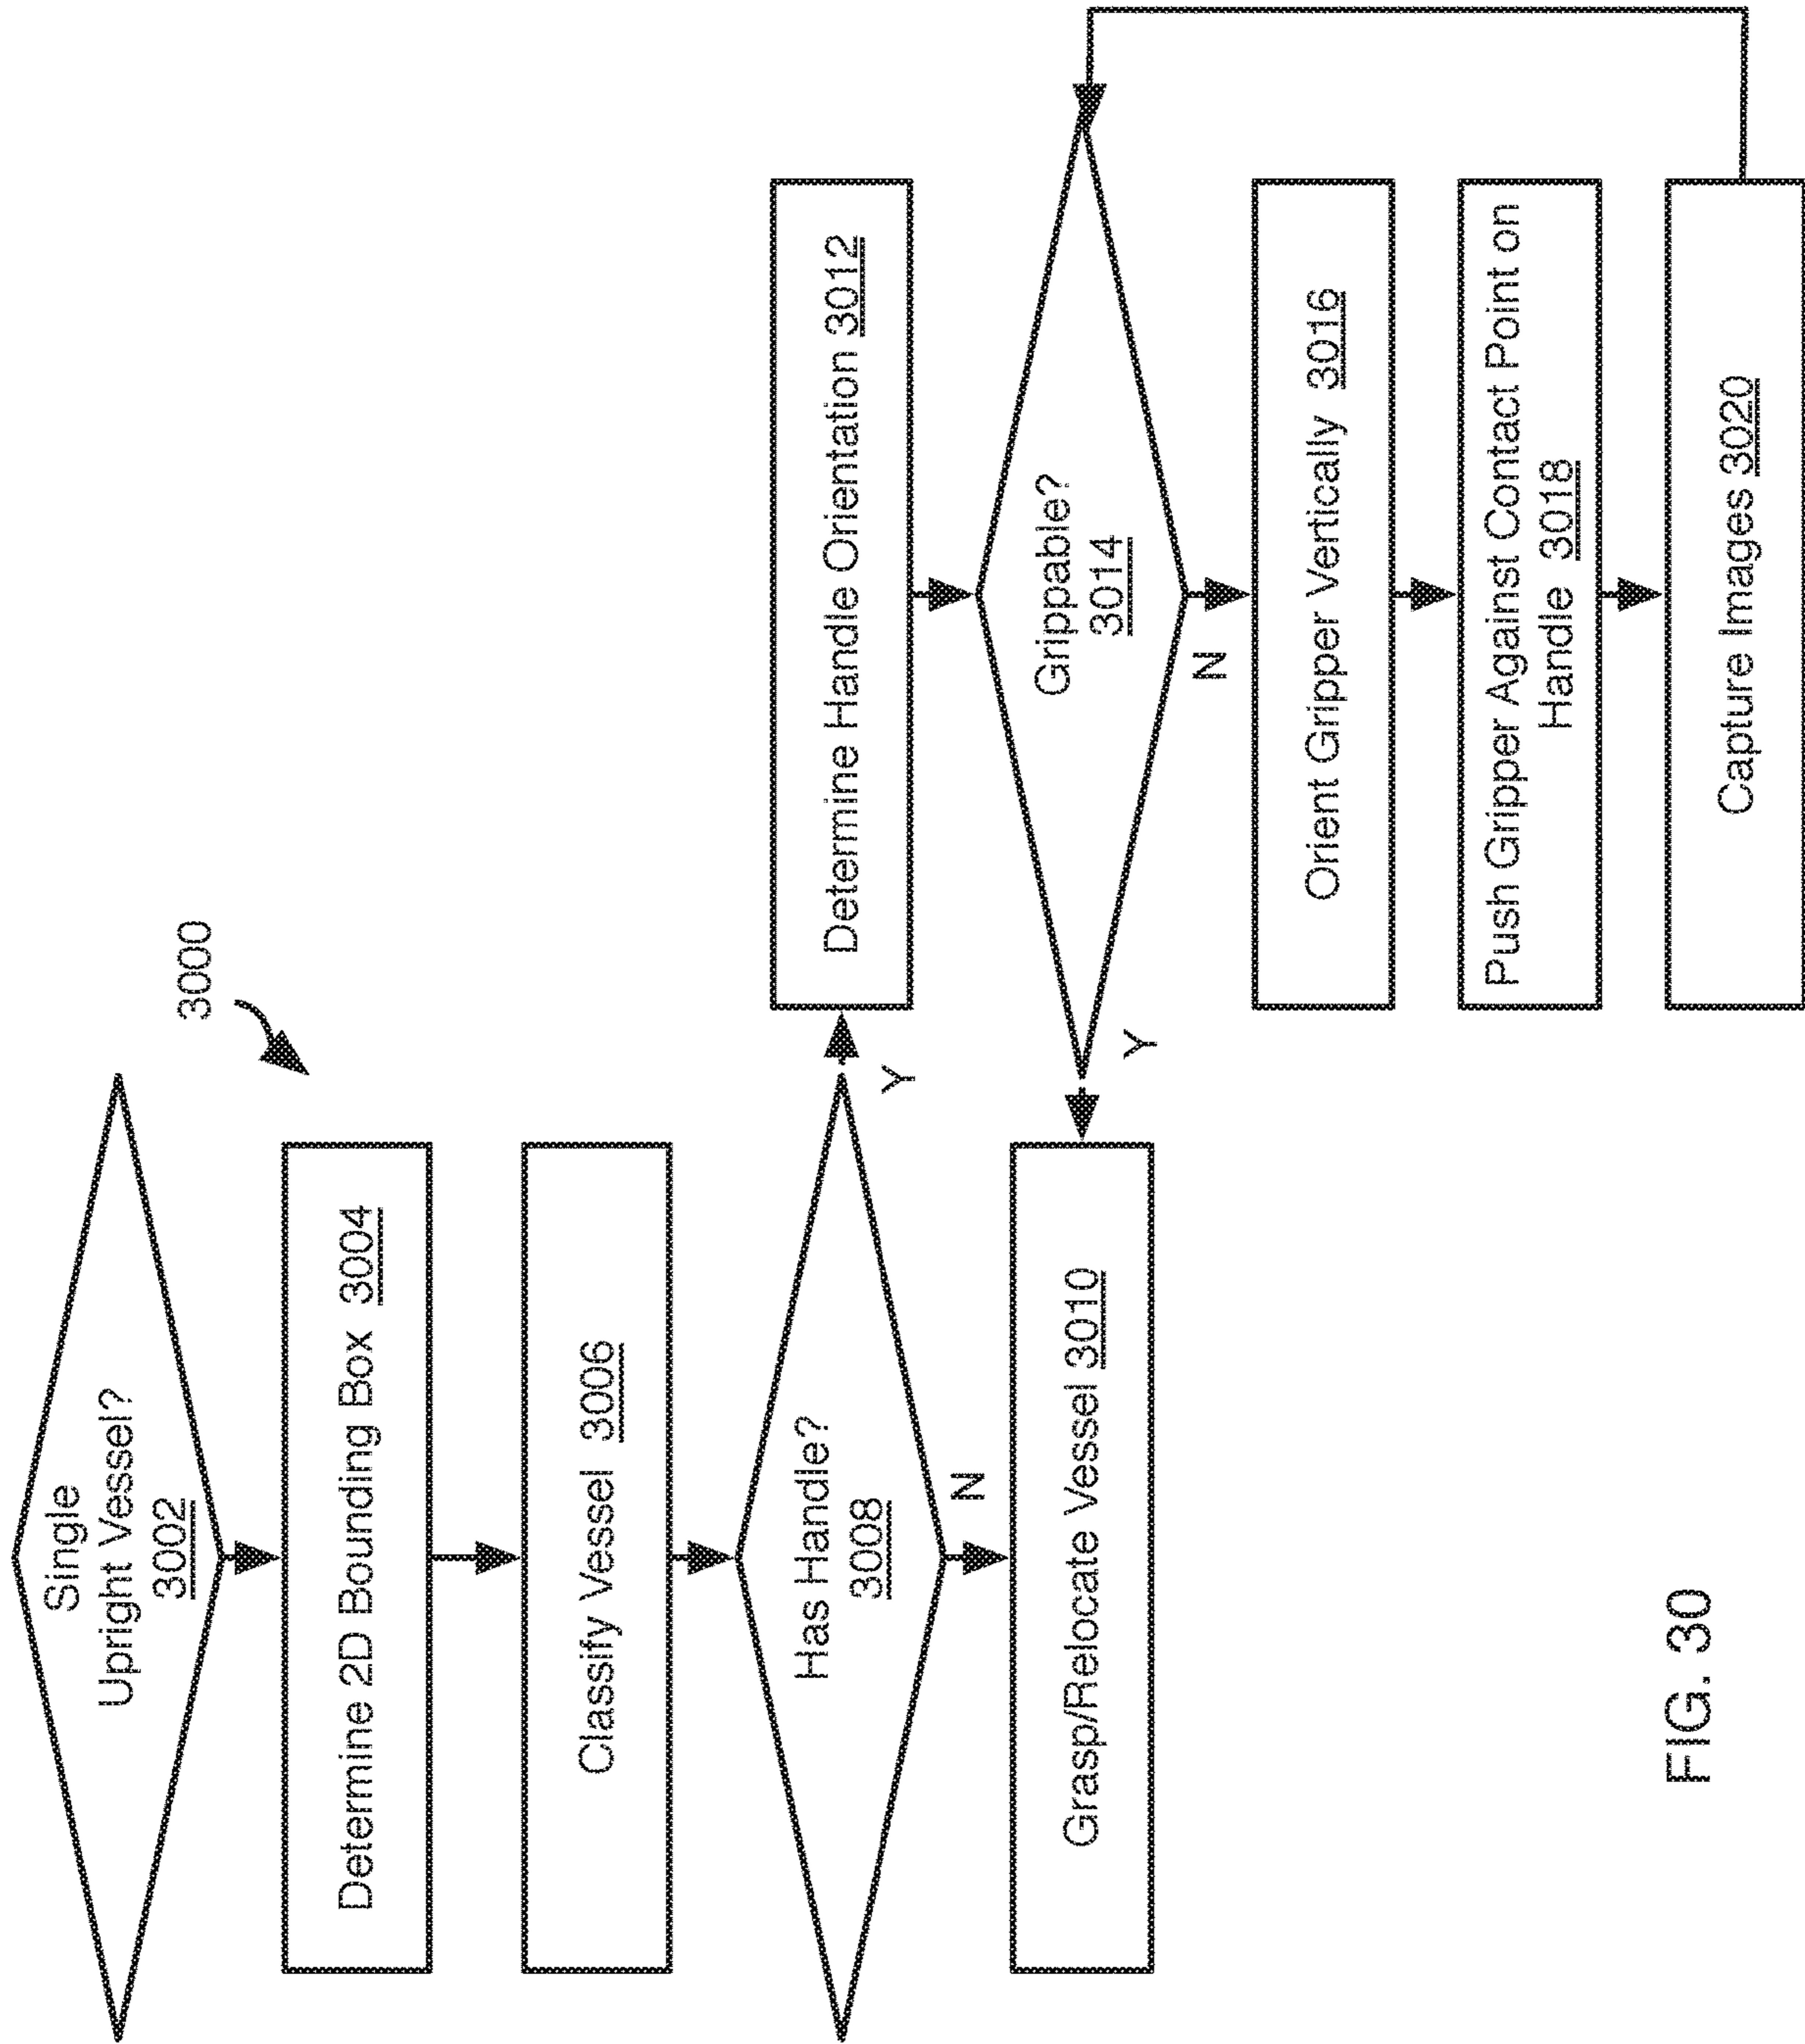 3000
Single
Upright Vessel?
3002
Determine 2D Bounding Box 3004
Classify Vessel 3006
Has Handle?
3008
Y
N
Grasp/Relocate Vessel 3010
Determine Handle Orientation 3012
Grippable?
3014
Y
N
Orient Gripper Vertically 3016
Push Gripper Against Contact Point on
Handle 3018
Capture Images 3020
FIG. 30